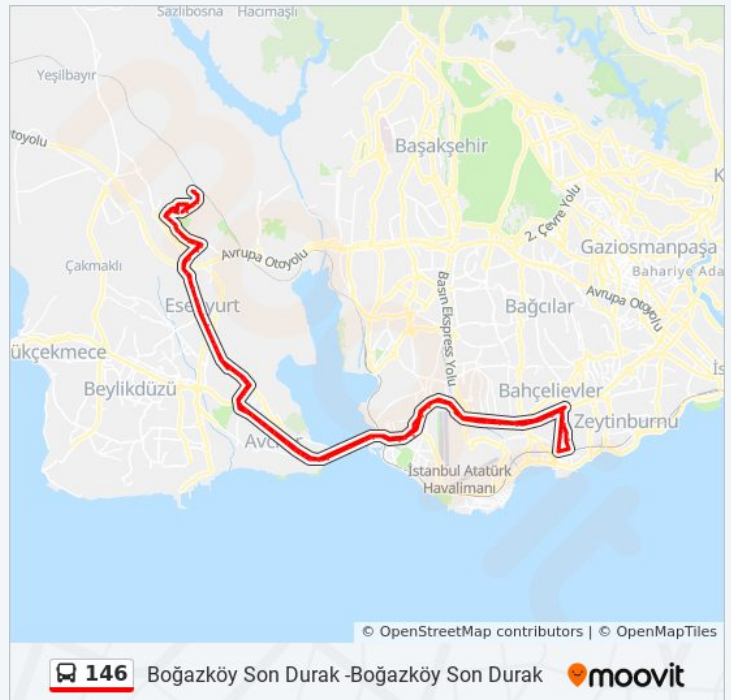 Sazlıbosna
Hacımaşlı
Yeşilbayır
otoyolu
Başakşehir
K
2. Çevre Yolu
Gaziosmanpaşa
Avrupa Otoyolu
Çakmaklı
Bahariye Ada
Basın Ekspress Yolu
Avrupa Otoyolu
Esenyurt
Bağcılar
ükçekmece
İs
Beylikdüzü
Bahçelievler
Zeytinburnu
Avcılar
İstanbul Atatürk
Havalimanı
© OpenStreetMap contributors | © OpenMapTiles
146 Boğazköy Son Durak -Boğazköy Son Durak moovit